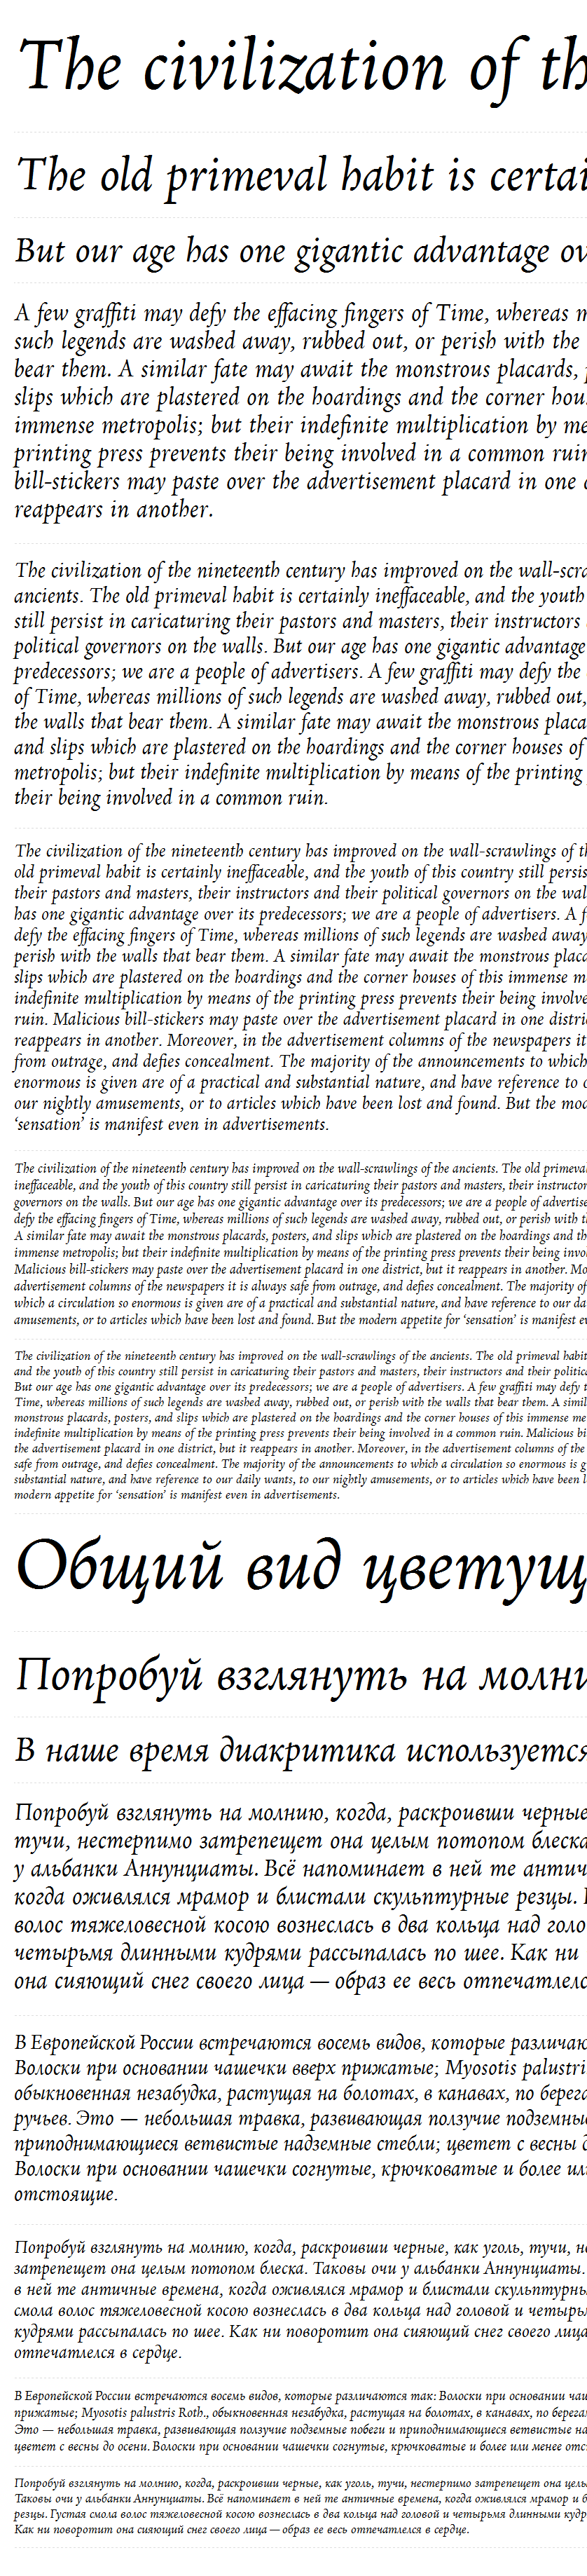 The civilization of th
The old primeval habit is certai
But our age has one gigantic advantage ov
A few graffiti may defy the effacing fingers of Time, whereas m
such legends are washed away, rubbed out, or perish with the
bear them. A similar fate may await the monstrous placards, p
slips which are plastered on the hoardings and the corner hou
immense metropolis; but their indefinite multiplication by me
printing press prevents their being involved in a common ruin
bill-stickers may paste over the advertisement placard in one d
reappears in another.
The civilization of the nineteenth century has improved on the wall-scra
ancients. The old primeval habit is certainly ineffaceable, and the youth
still persist in caricaturing their pastors and masters, their instructors
political governors on the walls. But our age has one gigantic advantage
predecessors; we are a people of advertisers. A few graffiti may defy the
of Time, whereas millions of such legends are washed away, rubbed out,
the walls that bear them. A similar fate may await the monstrous placa
and slips which are plastered on the hoardings and the corner houses of
metropolis; but their indefinite multiplication by means of the printing
their being involved in a common ruin.
The civilization of the nineteenth century has improved on the wall-scrawlings of th
old primeval habit is certainly ineffaceable, and the youth of this country still persis
their pastors and masters, their instructors and their political governors on the wal
has one gigantic advantage over its predecessors; we are a people of advertisers. A f
defy the effacing fingers of Time, whereas millions of such legends are washed away
perish with the walls that bear them. A similar fate may await the monstrous placa
slips which are plastered on the hoardings and the corner houses of this immense m
indefinite multiplication by means of the printing press prevents their being involve
ruin. Malicious bill-stickers may paste over the advertisement placard in one distri
reappears in another. Moreover, in the advertisement columns of the newspapers it
from outrage, and defies concealment. The majority of the announcements to which
enormous is given are of a practical and substantial nature, and have reference to o
our nightly amusements, or to articles which have been lost and found. But the mod
‘sensation’ is manifest even in advertisements.
The civilization of the nineteenth century has improved on the wall-scrawlings of the ancients. The old primeva
ineffaceable, and the youth of this country still persist in caricaturing their pastors and masters, their instructor
governors on the walls. But our age has one gigantic advantage over its predecessors; we are a people of advertise
defy the effacing fingers of Time, whereas millions of such legends are washed away, rubbed out, or perish with th
A similar fate may await the monstrous placards, posters, and slips which are plastered on the hoardings and th
immense metropolis; but their indefinite multiplication by means of the printing press prevents their being invo
Malicious bill-stickers may paste over the advertisement placard in one district, but it reappears in another. Mo
advertisement columns of the newspapers it is always safe from outrage, and defies concealment. The majority of
which a circulation so enormous is given are of a practical and substantial nature, and have reference to our da
amusements, or to articles which have been lost and found. But the modern appetite for ‘sensation’ is manifest ev
The civilization of the nineteenth century has improved on the wall-scrawlings of the ancients. The old primeval habit
and the youth of this country still persist in caricaturing their pastors and masters, their instructors and their politic
But our age has one gigantic advantage over its predecessors; we are a people of advertisers. A few graffiti may defy t
Time, whereas millions of such legends are washed away, rubbed out, or perish with the walls that bear them. A simil
monstrous placards, posters, and slips which are plastered on the hoardings and the corner houses of this immense me
indefinite multiplication by means of the printing press prevents their being involved in a common ruin. Malicious bi
the advertisement placard in one district, but it reappears in another. Moreover, in the advertisement columns of the
safe from outrage, and defies concealment. The majority of the announcements to which a circulation so enormous is g
substantial nature, and have reference to our daily wants, to our nightly amusements, or to articles which have been l
modern appetite for ‘sensation’ is manifest even in advertisements.
Общий вид цветущ
Попробуй взглянуть на молни
В наше время диакритика используется
Попробуй взглянуть на молнию, когда, раскроивши черные
тучи, нестерпимо затрепещет она целым потопом блеска
у альбанки Аннунциаты. Всё напоминает в ней те антич
когда оживлялся мрамор и блистали скульптурные резцы. Г
волос тяжеловесной косою вознеслась в два кольца над голо
четырьмя длинными кудрями рассыпалась по шее. Как ни
она сияющий снег своего лица — образ ее весь отпечатлелс
В Европейской России встречаются восемь видов, которые различаю
Волоски при основании чашечки вверх прижатые; Myosotis palustri
обыкновенная незабудка, растущая на болотах, в канавах, по берега
ручьев. Это — небольшая травка, развивающая ползучие подземны
приподнимающиеся ветвистые надземные стебли; цветет с весны д
Волоски при основании чашечки согнутые, крючковатые и более ил
отстоящие.
Попробуй взглянуть на молнию, когда, раскроивши черные, как уголь, тучи, не
затрепещет она целым потопом блеска. Таковы очи у альбанки Аннунциаты.
в ней те античные времена, когда оживлялся мрамор и блистали скульптурны
смола волос тяжеловесной косою вознеслась в два кольца над головой и четырьм
кудрями рассыпалась по шее. Как ни поворотит она сияющий снег своего лица
отпечатлелся в сердце.
В Европейской России встречаются восемь видов, которые различаются так: Волоски при основании чаш
прижатые; Myosotis palustris Roth., обыкновенная незабудка, растущая на болотах, в канавах, по берегам
Это — небольшая травка, развивающая ползучие подземные побеги и приподнимающиеся ветвистые на
цветет с весны до осени. Волоски при основании чашечки согнутые, крючковатые и более или менее отс
Попробуй взглянуть на молнию, когда, раскроивши черные, как уголь, тучи, нестерпимо затрепещет она цел
Таковы очи у альбанки Аннунциаты. Всё напоминает в ней те античные времена, когда оживлялся мрамор и б
резцы. Густая смола волос тяжеловесной косою вознеслась в два кольца над головой и четырьмя длинными кудр
Как ни поворотит она сияющий снег своего лица — образ ее весь отпечатлелся в сердце.